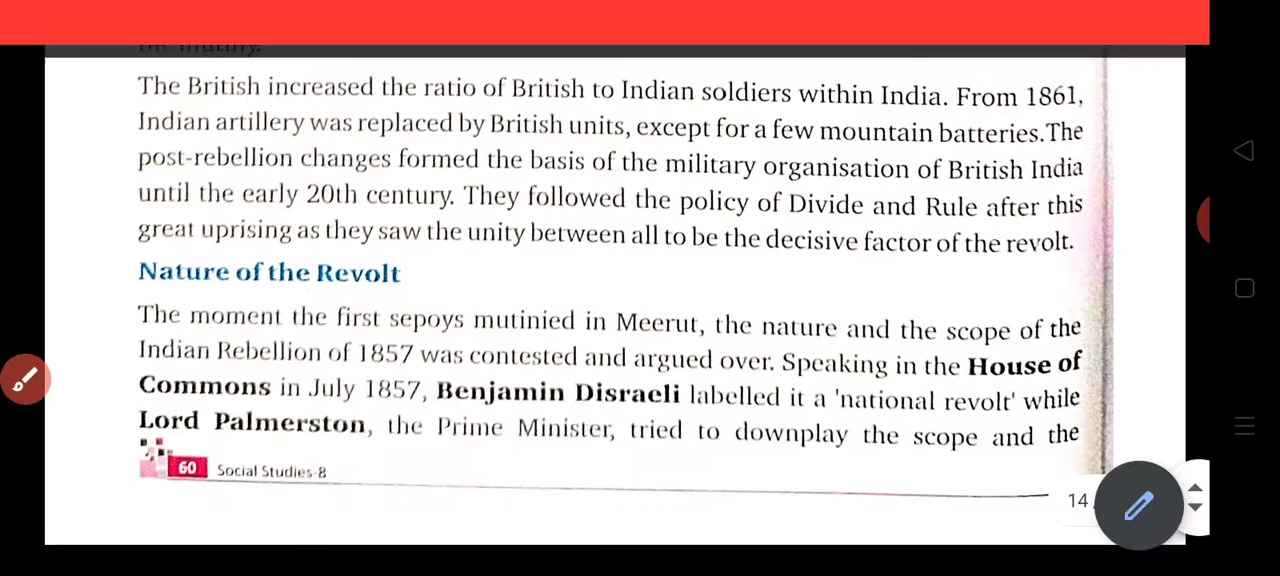 the mutiny.
The British increased the ratio of British to Indian soldiers within India. From 1861,
Indian artillery was replaced by British units, except for a few mountain batteries.The
post-rebellion changes formed the basis of the military organisation of British India
until the early 20th century. They followed the policy of Divide and Rule after this
great uprising as they saw the unity between all to be the decisive factor of the revolt.
Nature of the Revolt
The moment the first sepoys mutinied in Meerut, the nature and the scope of the
Indian Rebellion of 1857 was contested and argued over. Speaking in the House of
Commons in July 1857, Benjamin Disraeli labelled it a 'national revolt' while
Lord Palmerston, the Prime Minister, tried to downplay the scope and the
60 Social Studies-8
14